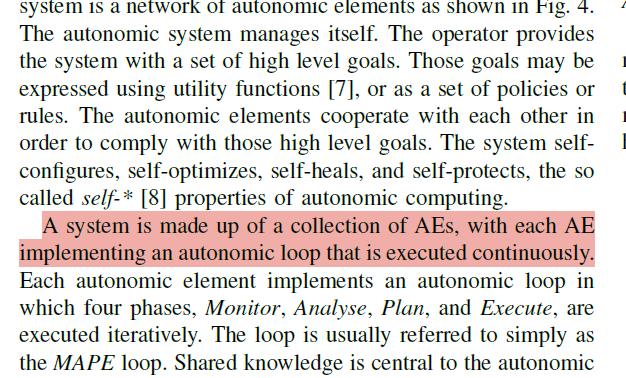 system is a network of autonomic elements as shown in Fig. 4.
The autonomic system manages itself. The operator provides
the system with a set of high level goals. Those goals may be
expressed using utility functions [7], or as a set of policies or
rules. The autonomic elements cooperate with each other in
order to comply with those high level goals. The system self-
configures, self-optimizes, self-heals, and self-protects, the so
called self-* [8] properties of autonomic computing.
A system is made up of a collection of AEs, with each AE
implementing an autonomic loop that is executed continuously.
Each autonomic element implements an autonomic loop in
which four phases, Monitor, Analyse, Plan, and Execute, are
executed iteratively. The loop is usually referred to simply as
the MAPE loop. Shared knowledge is central to the autonomic